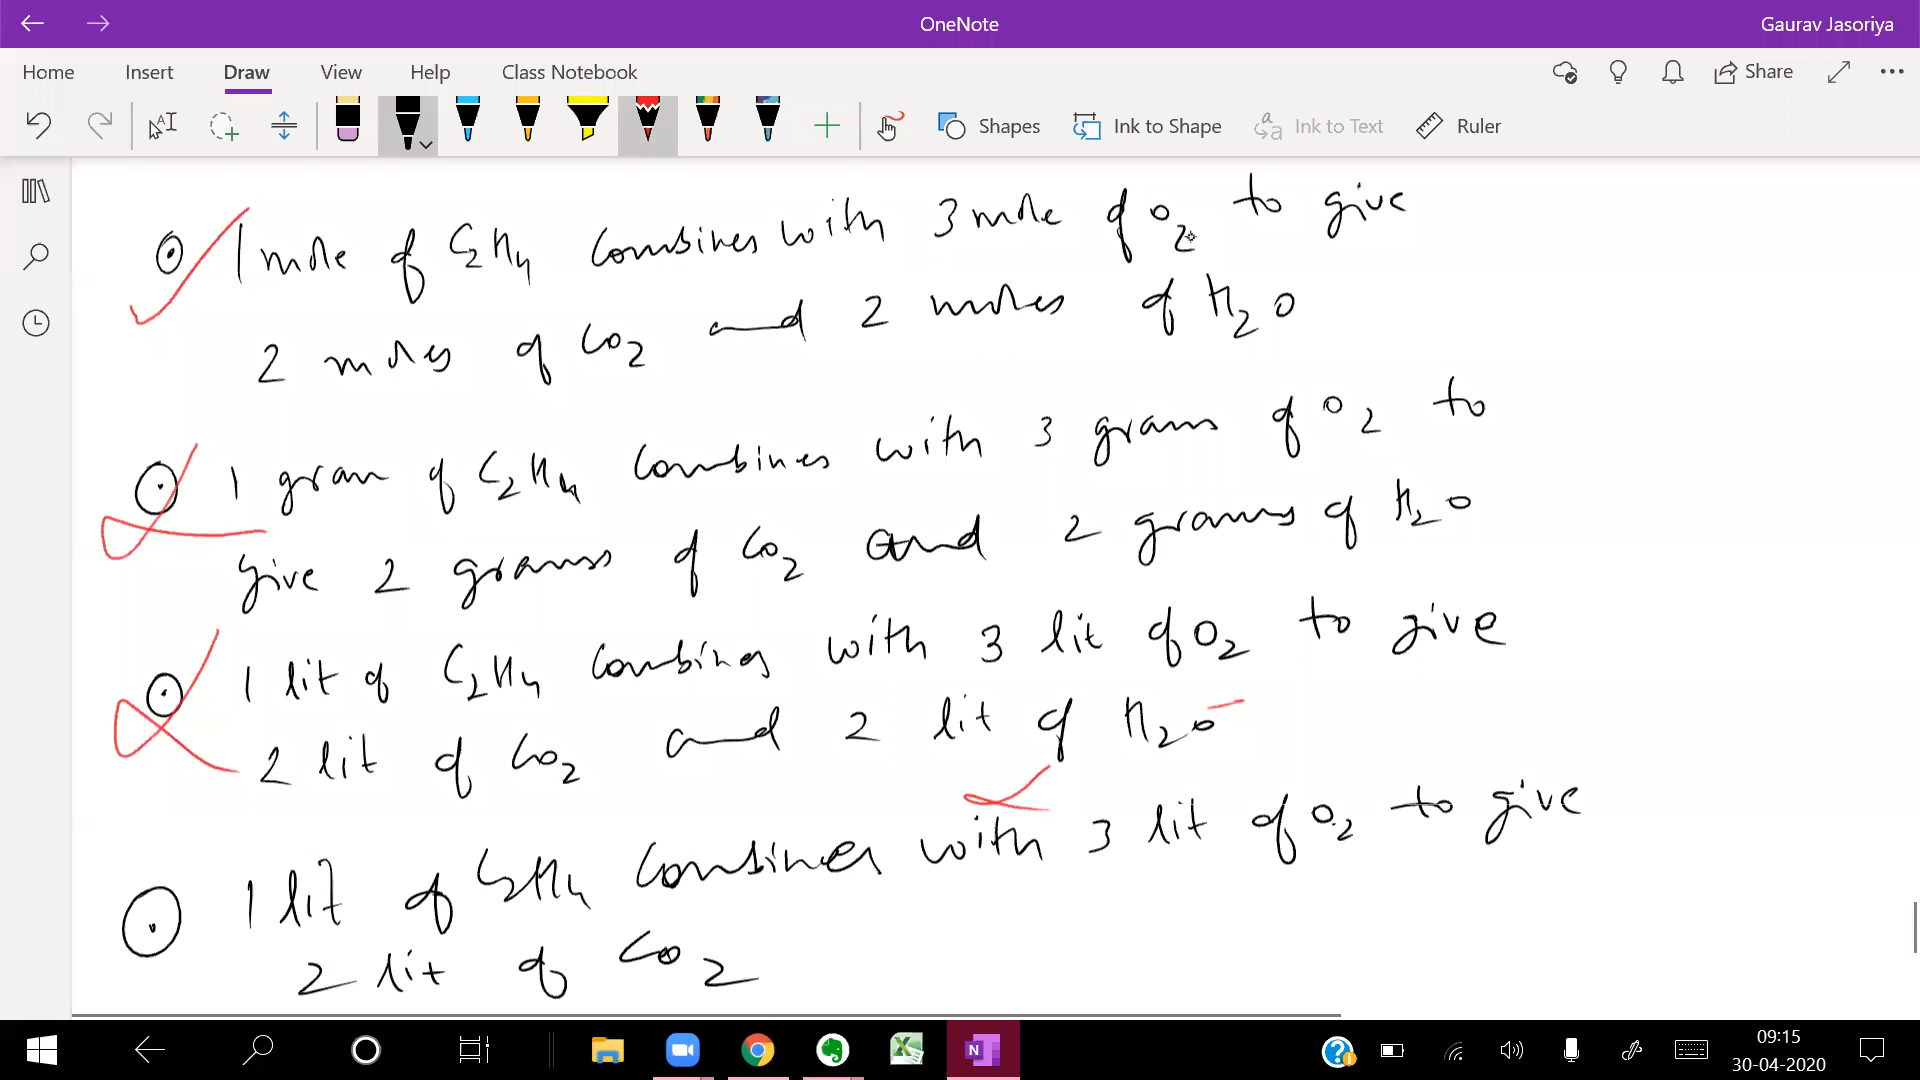 OneNote
Gaurav Jasoriya
Home Insert Draw View Help Class Notebook Share
Shapes Ink to Shape Ink to Text Ruler
1 mole of C2H4 combines with 3 mole of O2 to give
2 moles of CO2 and 2 moles of H2O
1 gram of C2H4 combines with 3 grams of O2 to
give 2 grams of CO2 and 2 grams of H2O
1 lit of C2H4 combines with 3 lit of O2 to give
2 lit of CO2 and 2 lit of H2O
1 lit of C2H4 combines with 3 lit of O2 to give
2 lit of CO2
09:15
30-04-2020